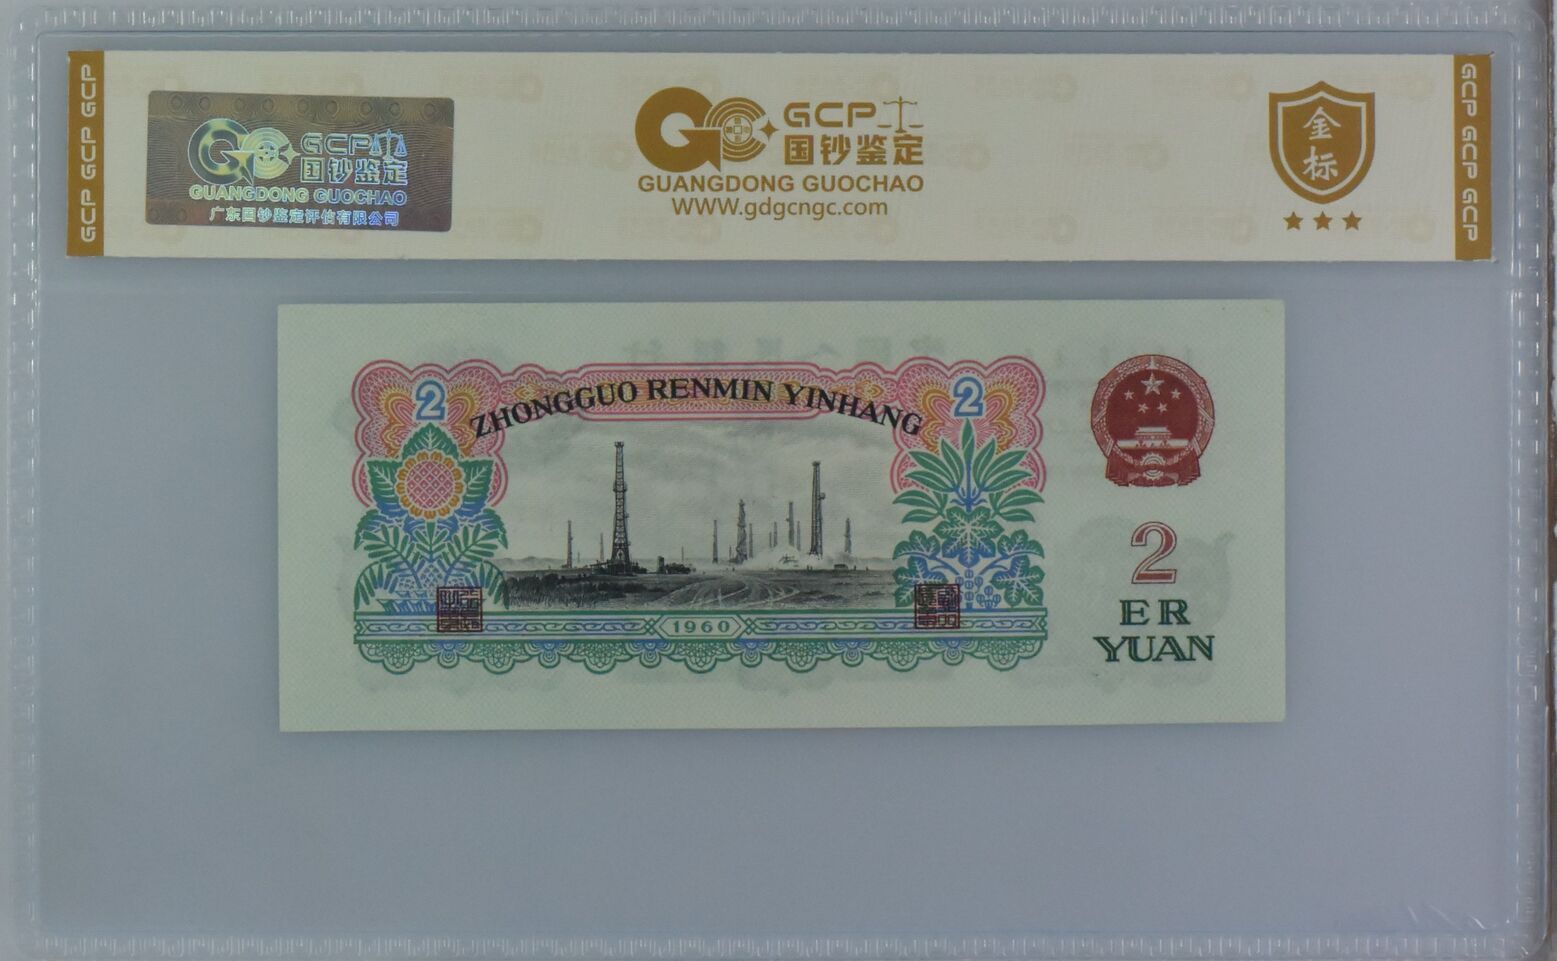 GCP GCP GCP
GCP
国钞鉴定
GUANGDONG GUOCHAO
广东国钞鉴定评估有限公司
GCP
国钞鉴定
GUANGDONG GUOCHAO
WWW.gdgcngc.com
金
标
GCP GCP GCP
2
ZHONGGUO RENMIN YINHANG
2
1960
2
ER
YUAN